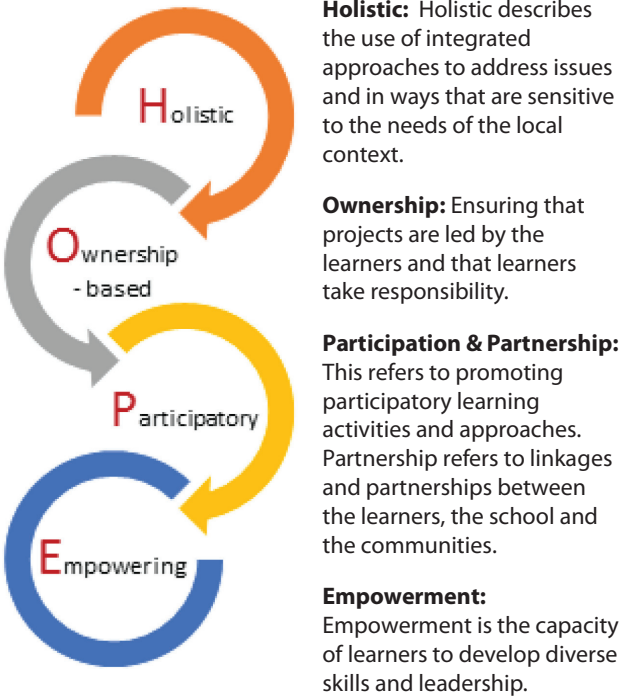 Holistic
Ownership
- based
Participatory
Empowering
Holistic: Holistic describes
the use of integrated
approaches to address issues
and in ways that are sensitive
to the needs of the local
context.
Ownership: Ensuring that
projects are led by the
learners and that learners
take responsibility.
Participation & Partnership:
This refers to promoting
participatory learning
activities and approaches.
Partnership refers to linkages
and partnerships between
the learners, the school and
the communities.
Empowerment:
Empowerment is the capacity
of learners to develop diverse
skills and leadership.